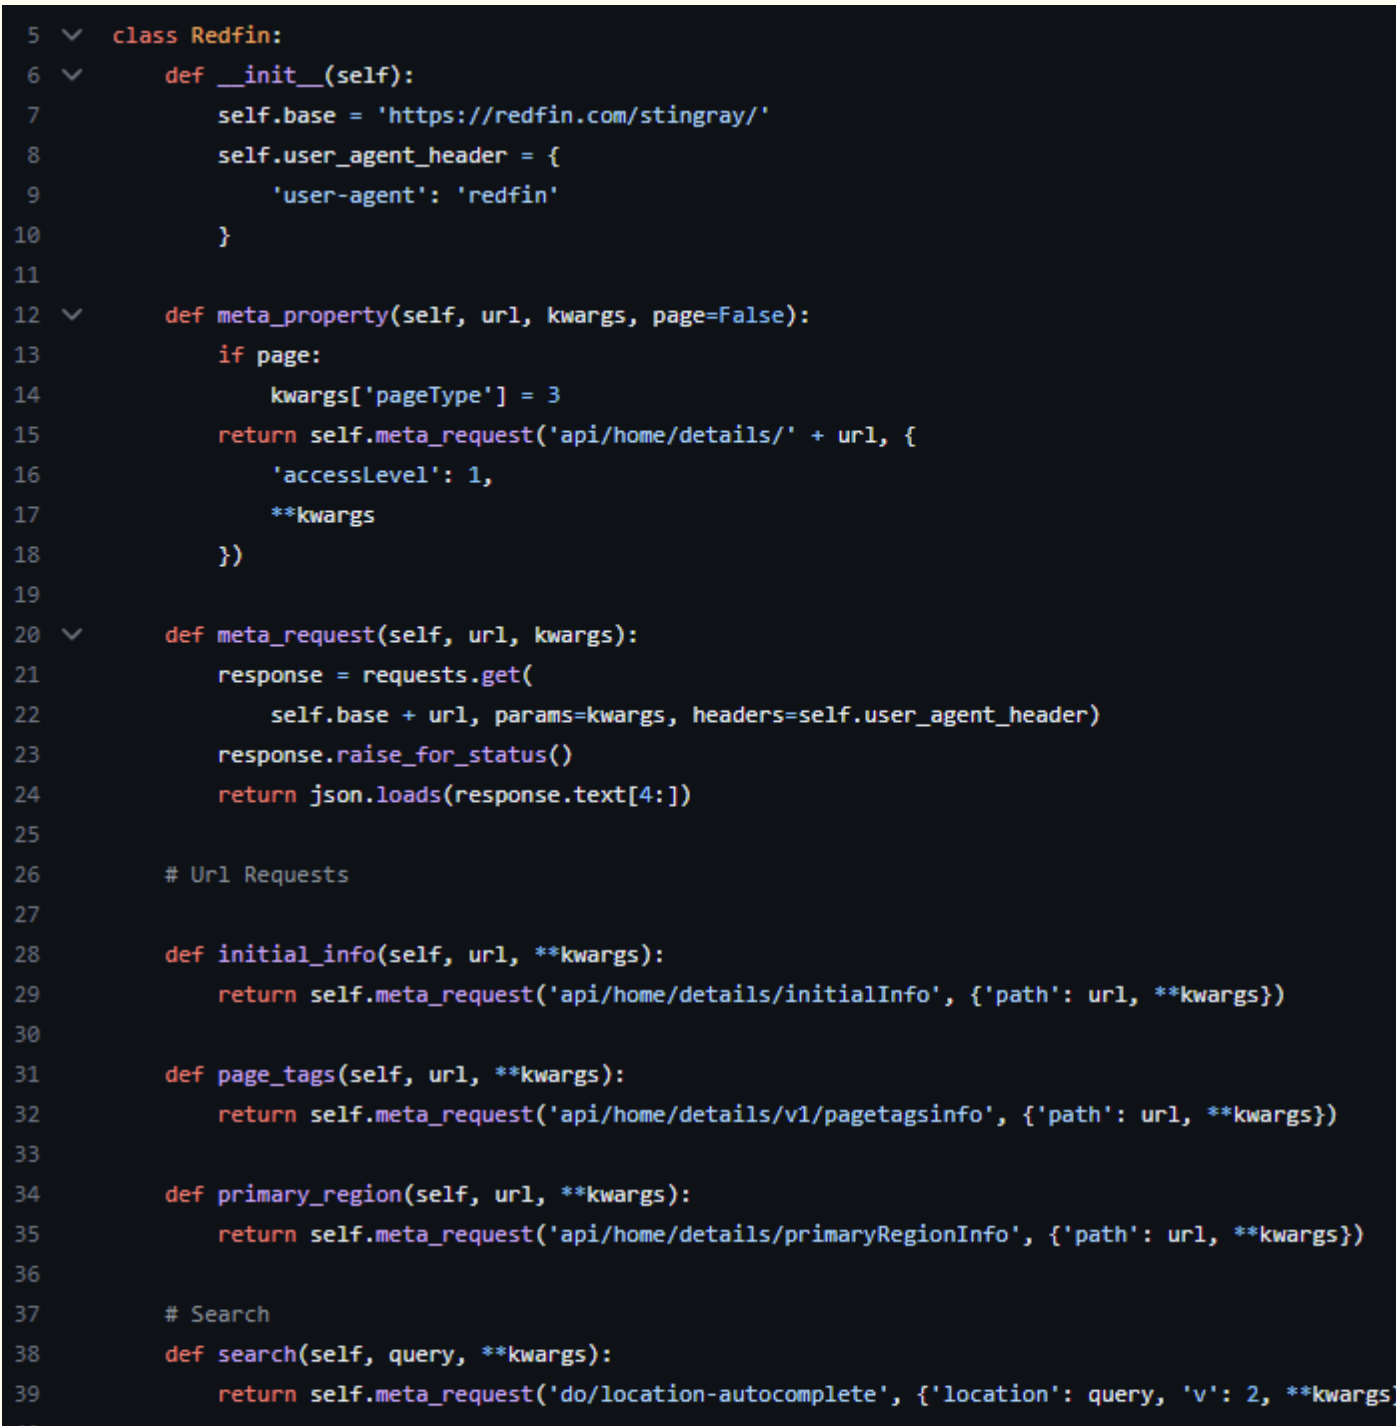 5 class Redfin:
6     def __init__(self):
7         self.base = 'https://redfin.com/stingray/'
8         self.user_agent_header = {
9             'user-agent': 'redfin'
10         }
11
12     def meta_property(self, url, kwargs, page=False):
13         if page:
14             kwargs['pageType'] = 3
15         return self.meta_request('api/home/details/' + url, {
16             'accessLevel': 1,
17             **kwargs
18         })
19
20     def meta_request(self, url, kwargs):
21         response = requests.get(
22             self.base + url, params=kwargs, headers=self.user_agent_header)
23         response.raise_for_status()
24         return json.loads(response.text[4:])
25
26     # Url Requests
27
28     def initial_info(self, url, **kwargs):
29         return self.meta_request('api/home/details/initialInfo', {'path': url, **kwargs})
30
31     def page_tags(self, url, **kwargs):
32         return self.meta_request('api/home/details/v1/pagetagsinfo', {'path': url, **kwargs})
33
34     def primary_region(self, url, **kwargs):
35         return self.meta_request('api/home/details/primaryRegionInfo', {'path': url, **kwargs})
36
37     # Search
38     def search(self, query, **kwargs):
39         return self.meta_request('do/location-autocomplete', {'location': query, 'v': 2, **kwargs